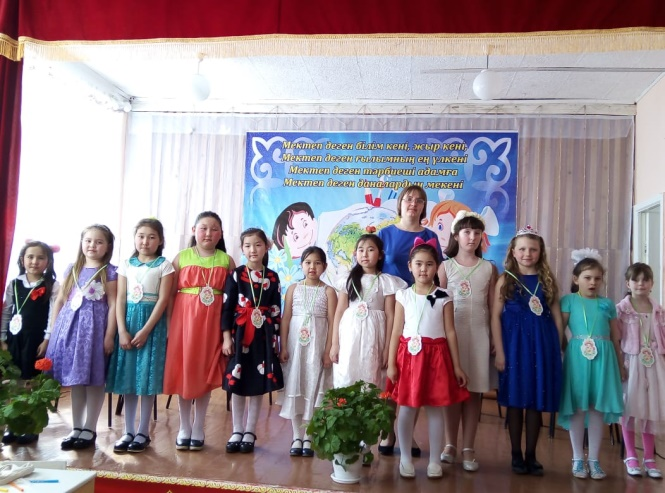 Мектеп деген білім кені, жыр кені,
Мектеп деген ғылымның ең үлкені
Мектеп деген тәрбиеші адамға
Мектеп деген даналардың мекені